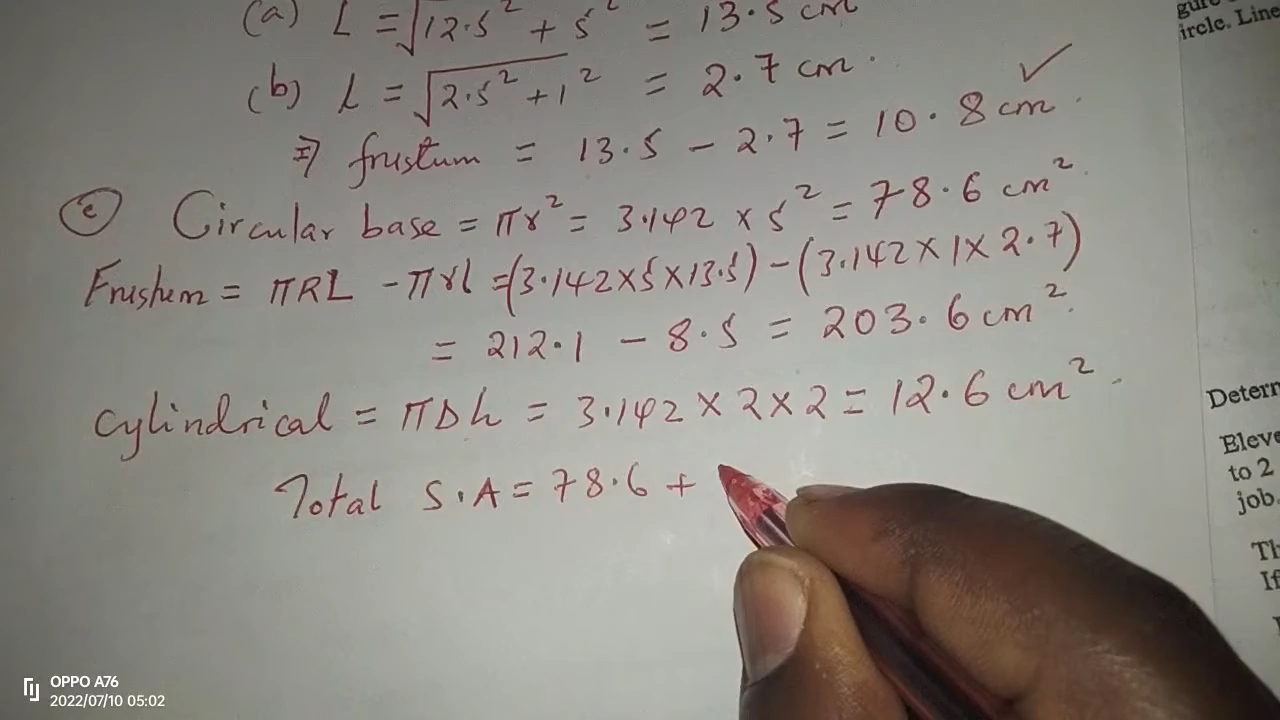 (a) L = √12.5² + 5² = 13.5 cm
(b) L = √2.5² + 1² = 2.7 cm.
⇒ frustum = 13.5 - 2.7 = 10.8 cm. ✓
(c) Circular base = πr² = 3.142 × 5² = 78.6 cm².
Frustum = πRL - πrl = (3.142×5×13.5) - (3.142×1×2.7)
= 212.1 - 8.5 = 203.6 cm².
Cylindrical = πDh = 3.142 × 2 × 2 = 12.6 cm².
Total S.A = 78.6 +
ircle. Line
Determ
Eleve
to 2
job.
Th
If
OPPO A76
2022/07/10 05:02